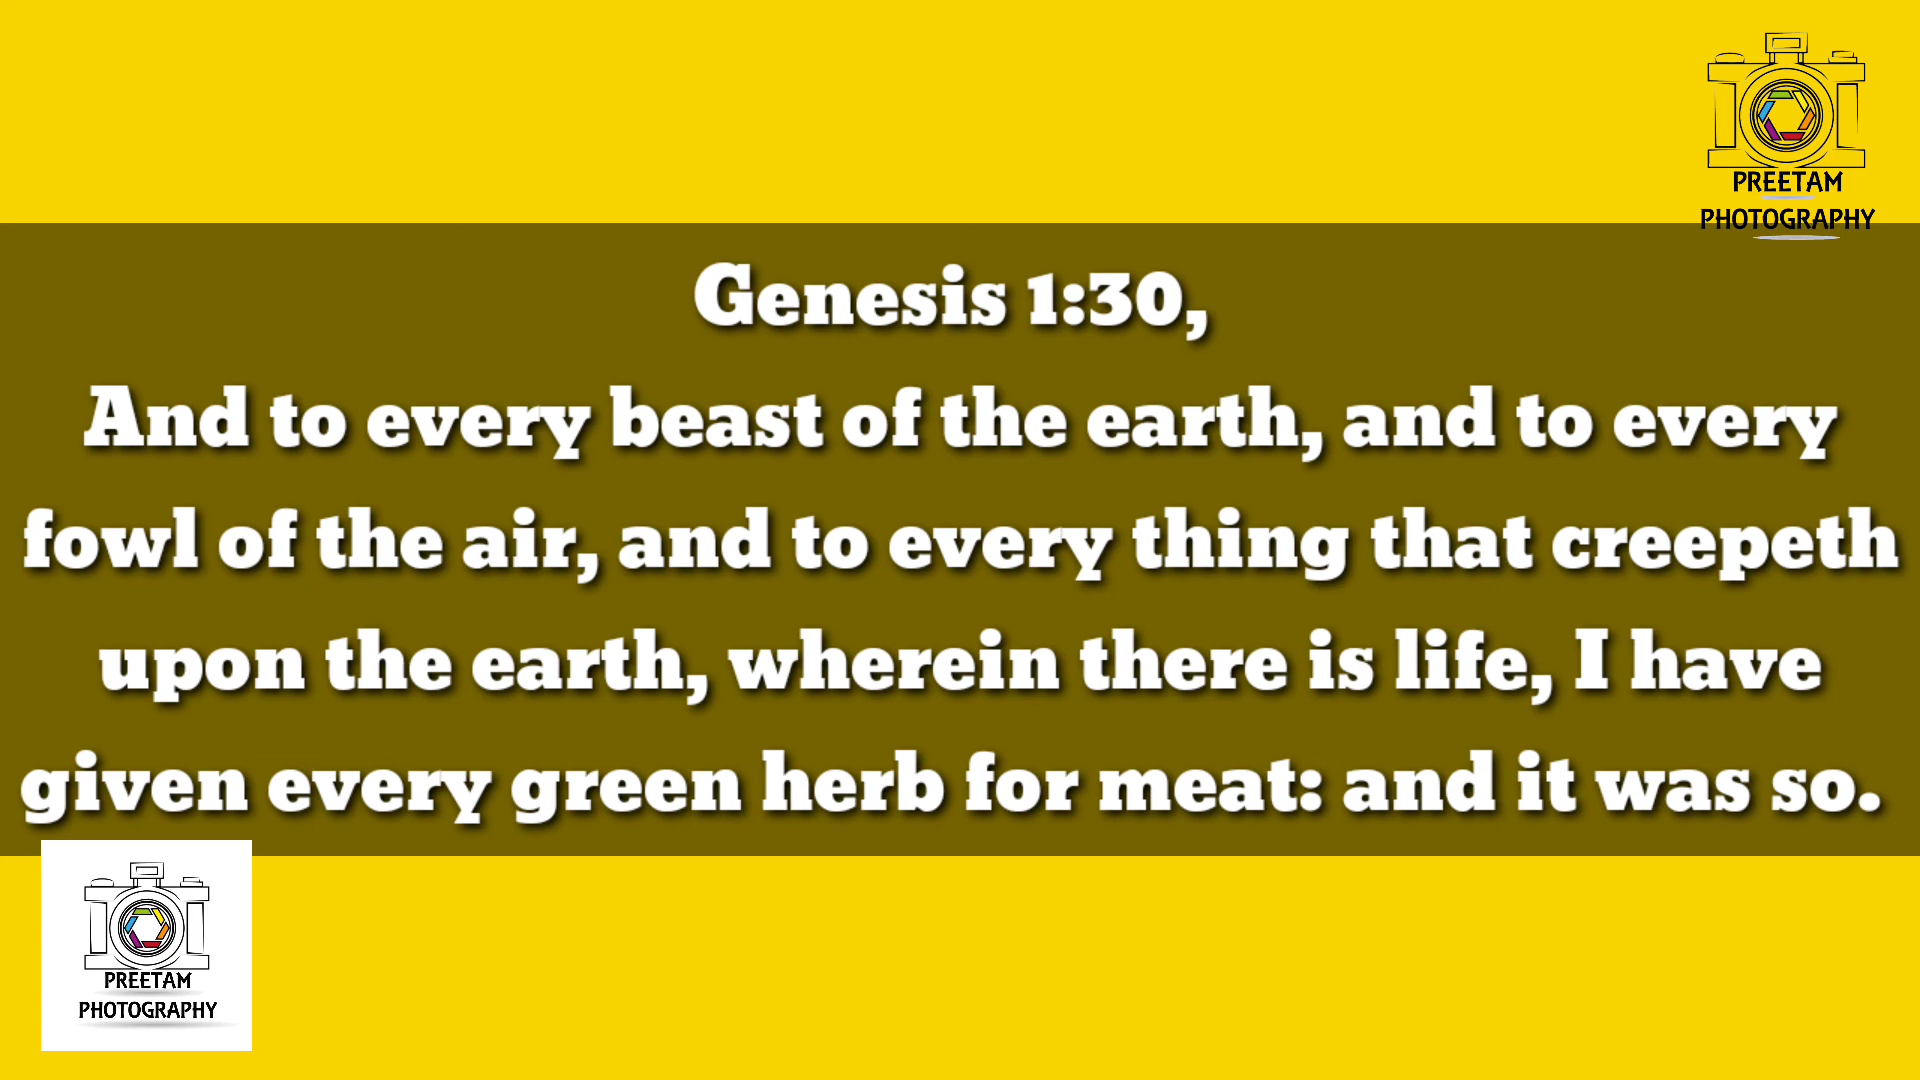 PREETAM
PHOTOGRAPHY
Genesis 1:30,
And to every beast of the earth, and to every
fowl of the air, and to every thing that creepeth
upon the earth, wherein there is life, I have
given every green herb for meat: and it was so.
PREETAM
PHOTOGRAPHY